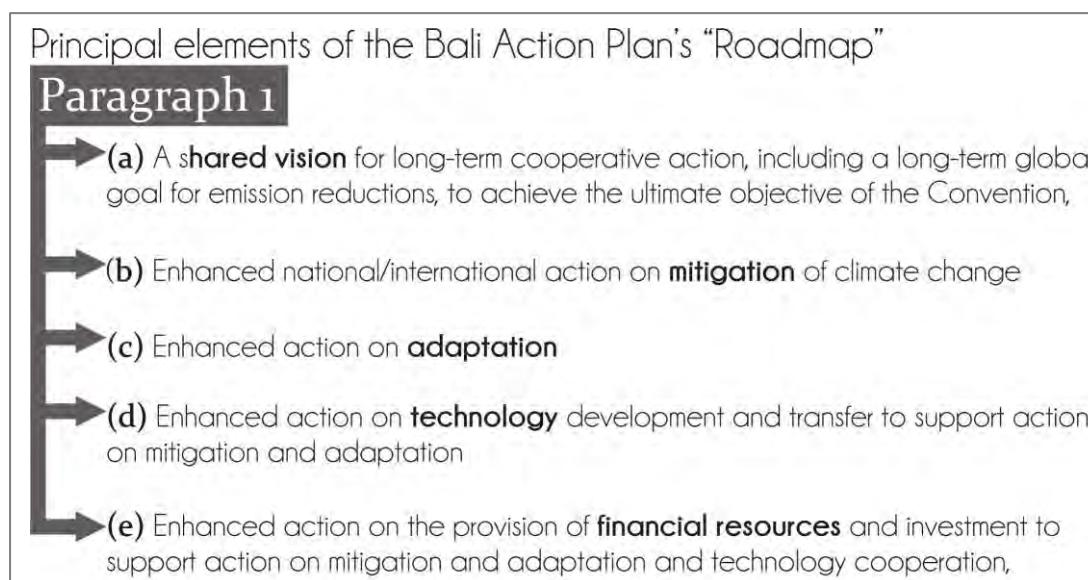 Principal elements of the Bali Action Plan's "Roadmap"
Paragraph 1
(a) A shared vision for long-term cooperative action, including a long-term globa
goal for emission reductions, to achieve the ultimate objective of the Convention,
(b) Enhanced national/international action on mitigation of climate change
(c) Enhanced action on adaptation
(d) Enhanced action on technology development and transfer to support action
on mitigation and adaptation
(e) Enhanced action on the provision of financial resources and investment to
support action on mitigation and adaptation and technology cooperation,